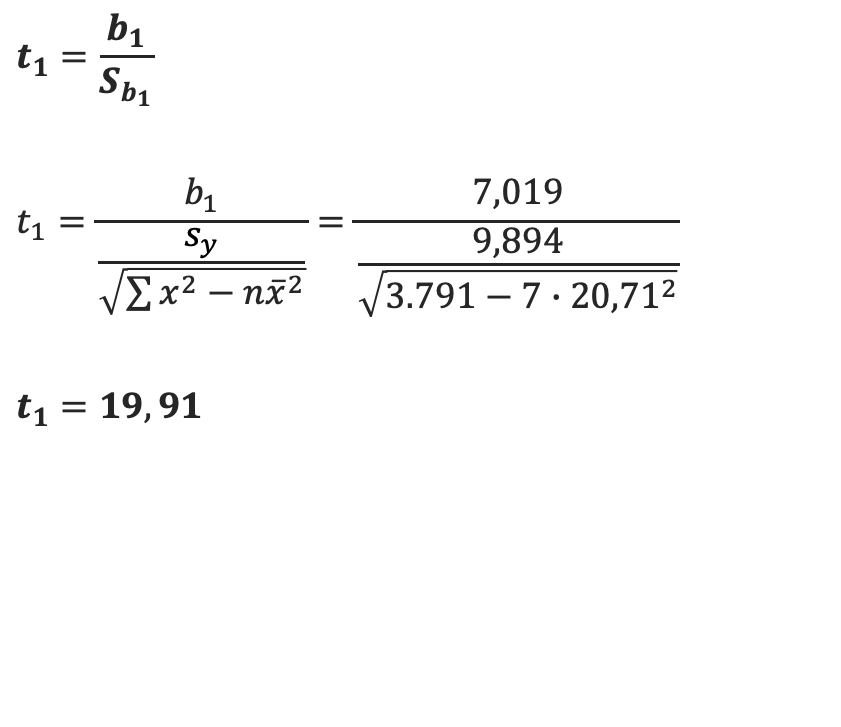 t₁ = b₁ / S_b₁
t₁ = b₁ / (s_y / √(∑x² − nx̄²)) = 7,019 / (9,894 / √(3.791 − 7 · 20,71²))
t₁ = 19,91